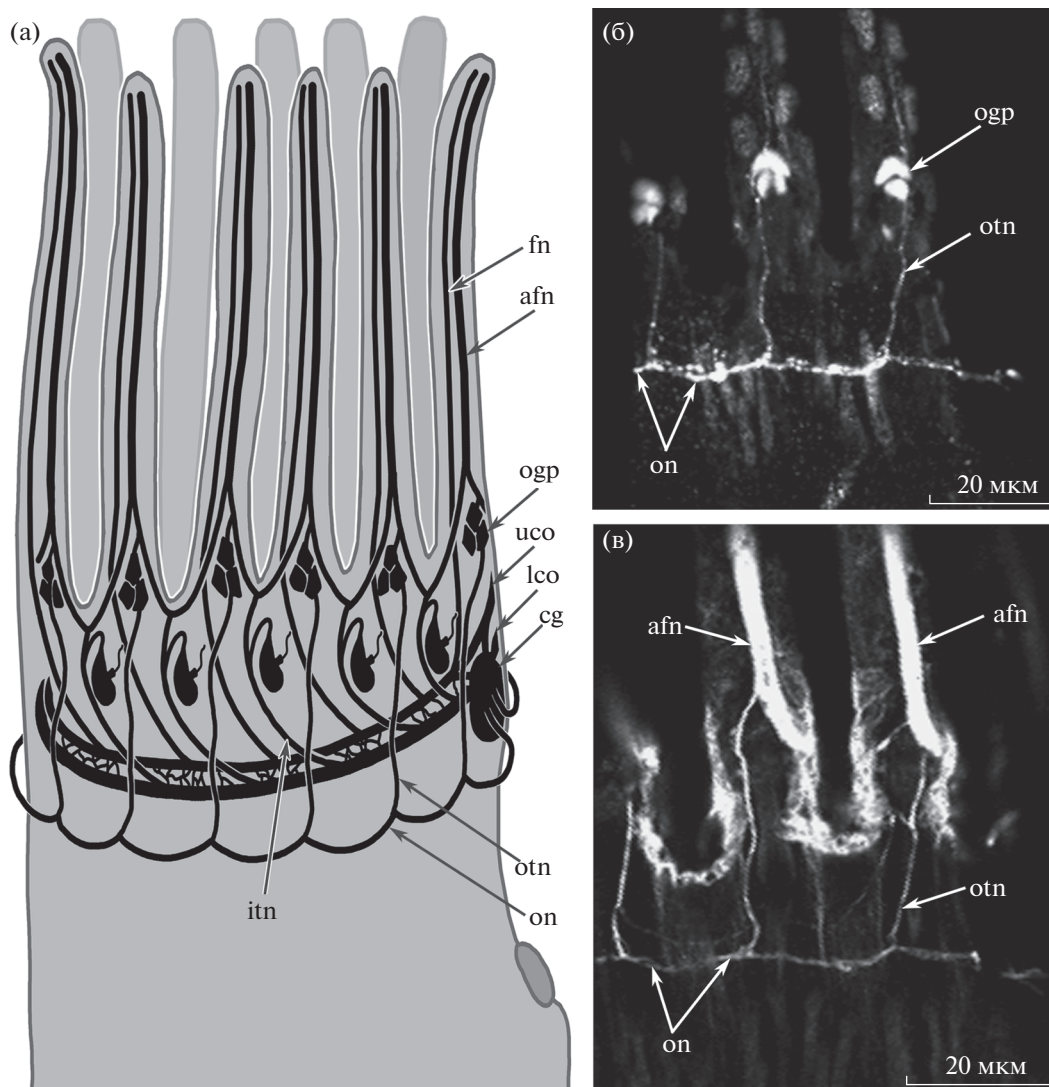 (а)
fn
afn
ogp
uco
lco
cg
otn
on
itn
(б)
ogp
otn
on
20 мкм
(в)
afn
afn
otn
on
20 мкм